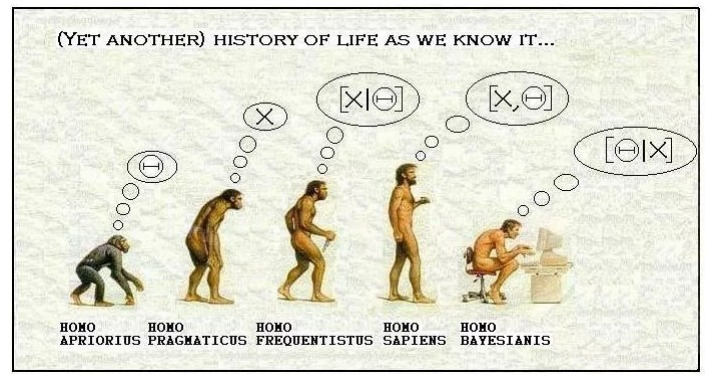 (YET ANOTHER) HISTORY OF LIFE AS WE KNOW IT...
Θ
X
[X|Θ]
[X,Θ]
[Θ|X]
HOMO APRIORIUS
HOMO PRAGMATICUS
HOMO FREQUENTISTUS
HOMO SAPIENS
HOMO BAYESIANIS